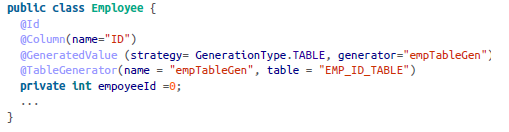 public class Employee {
@Id
@Column(name="ID")
@GeneratedValue (strategy= GenerationType.TABLE, generator="empTableGen")
@TableGenerator(name = "empTableGen", table = "EMP_ID_TABLE")
private int empoyeeId =0;
...
}